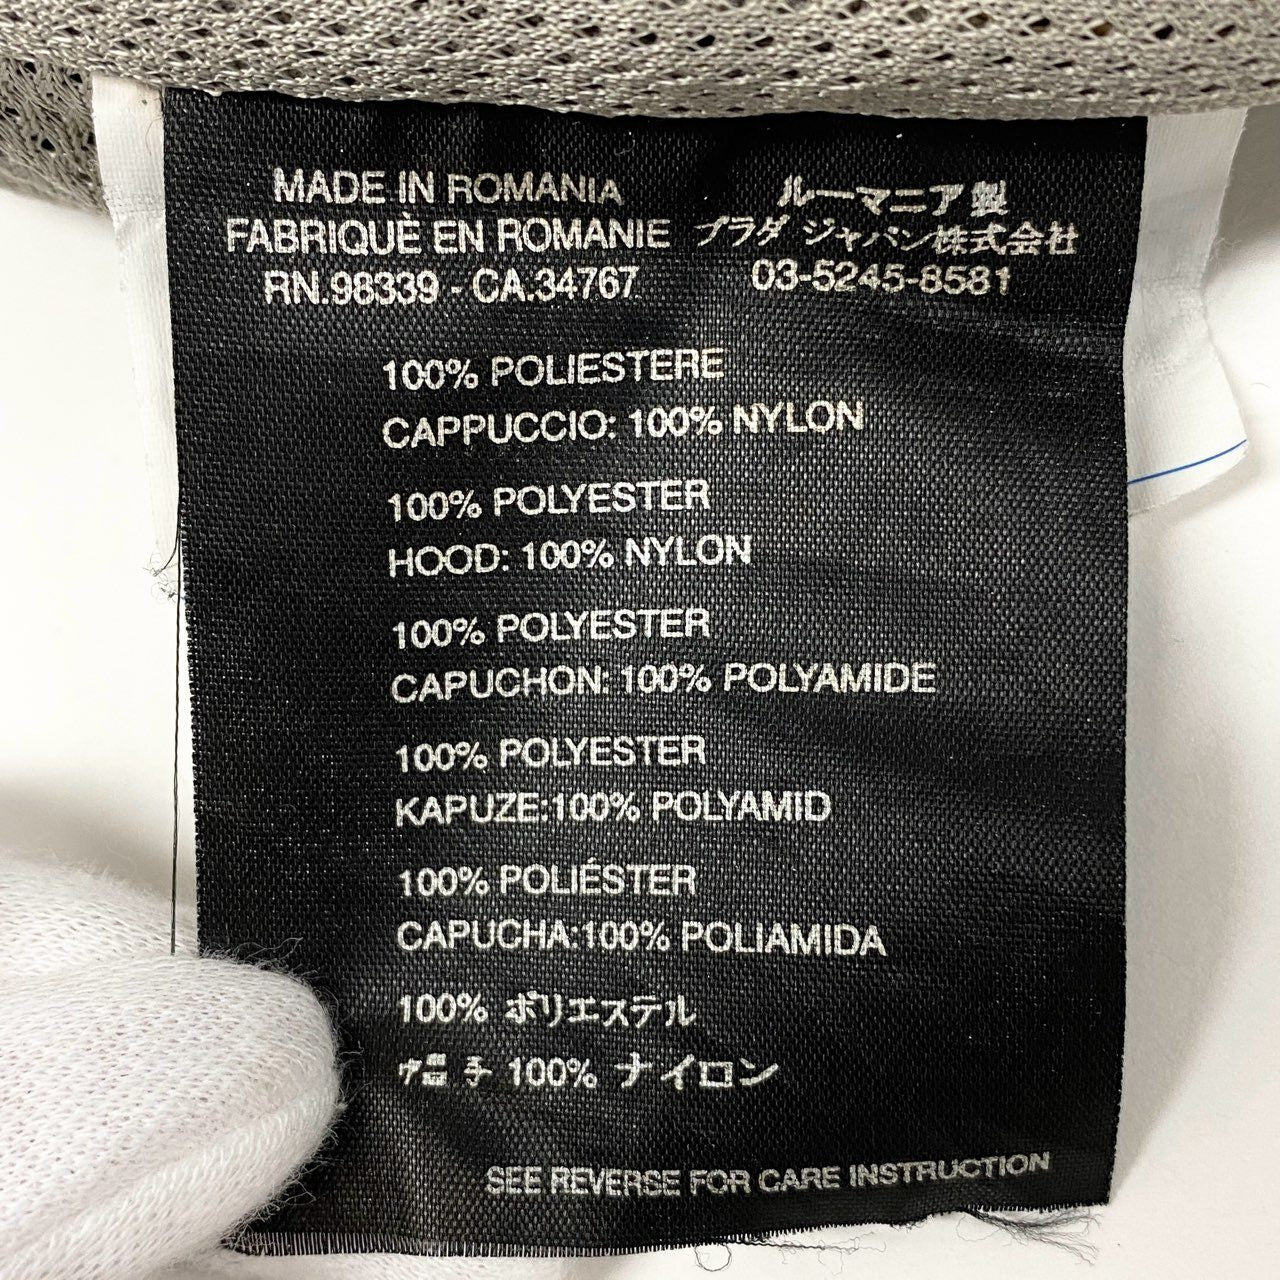 MADE IN ROMANIA
FABRIQUÈ EN ROMANIE
RN.98339 - CA.34767
ルーマニア製
プラダ ジャパン株式会社
03-5245-8581
100% POLIESTERE
CAPPUCCIO: 100% NYLON
100% POLYESTER
HOOD: 100% NYLON
100% POLYESTER
CAPUCHON: 100% POLYAMIDE
100% POLYESTER
KAPUZE:100% POLYAMID
100% POLIÉSTER
CAPUCHA:100% POLIAMIDA
100% ポリエステル
100% ナイロン
SEE REVERSE FOR CARE INSTRUCTION